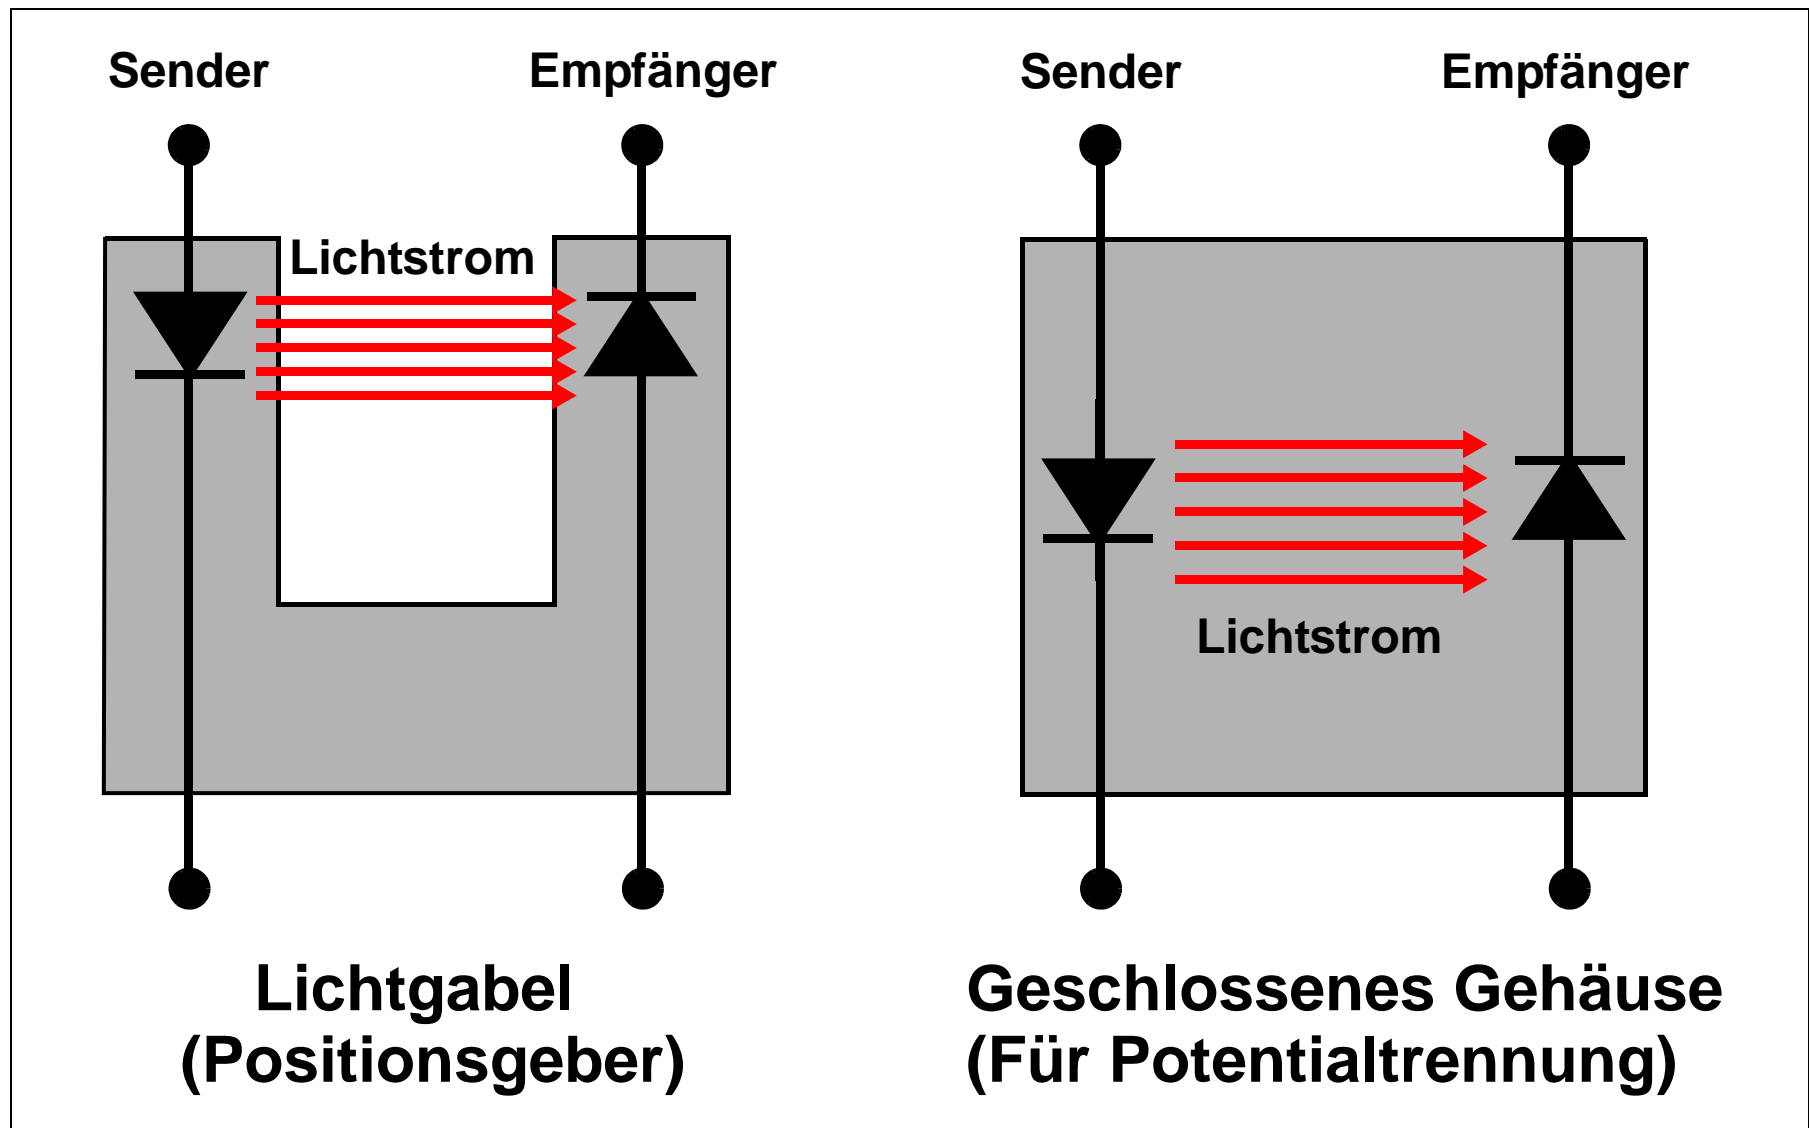 Sender
Empfänger
Lichtstrom
Lichtgabel
(Positionsgeber)
Sender
Empfänger
Lichtstrom
Geschlossenes Gehäuse
(Für Potentialtrennung)